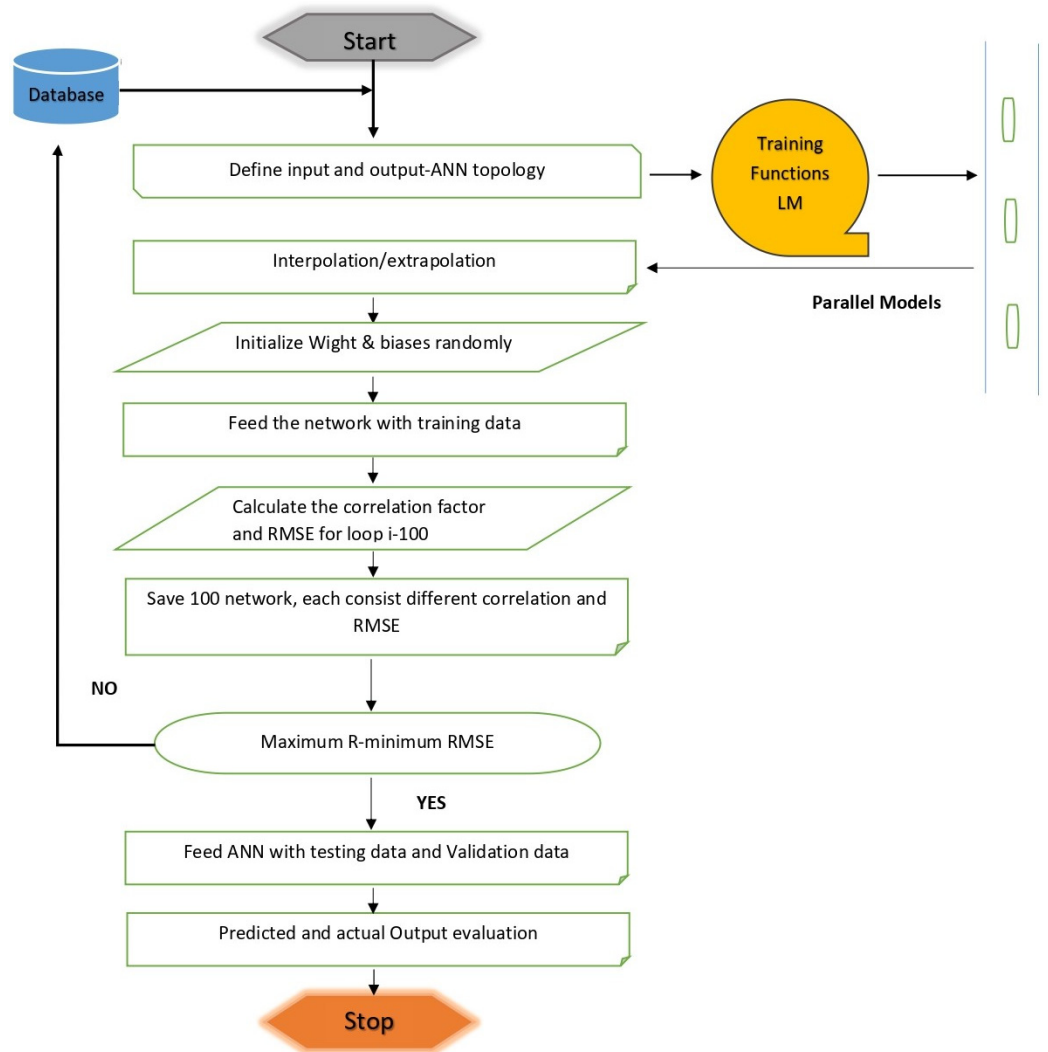 Start
Database
Define input and output-ANN topology
Training
Functions
LM
Interpolation/extrapolation
Parallel Models
Initialize Wight & biases randomly
Feed the network with training data
Calculate the correlation factor
and RMSE for loop i-100
Save 100 network, each consist different correlation and
RMSE
NO
Maximum R-minimum RMSE
YES
Feed ANN with testing data and Validation data
Predicted and actual Output evaluation
Stop